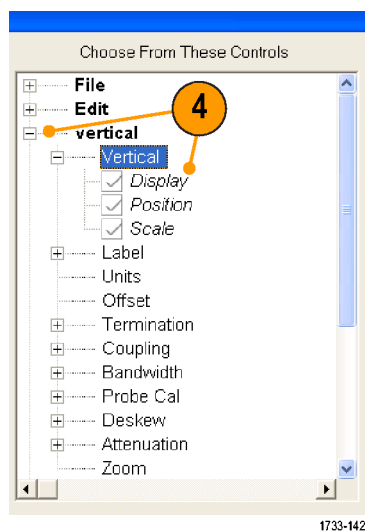 Choose From These Controls
File
Edit
4
vertical
Vertical
Display
Position
Scale
Label
Units
Offset
Termination
Coupling
Bandwidth
Probe Cal
Deskew
Attenuation
Zoom
1733-142